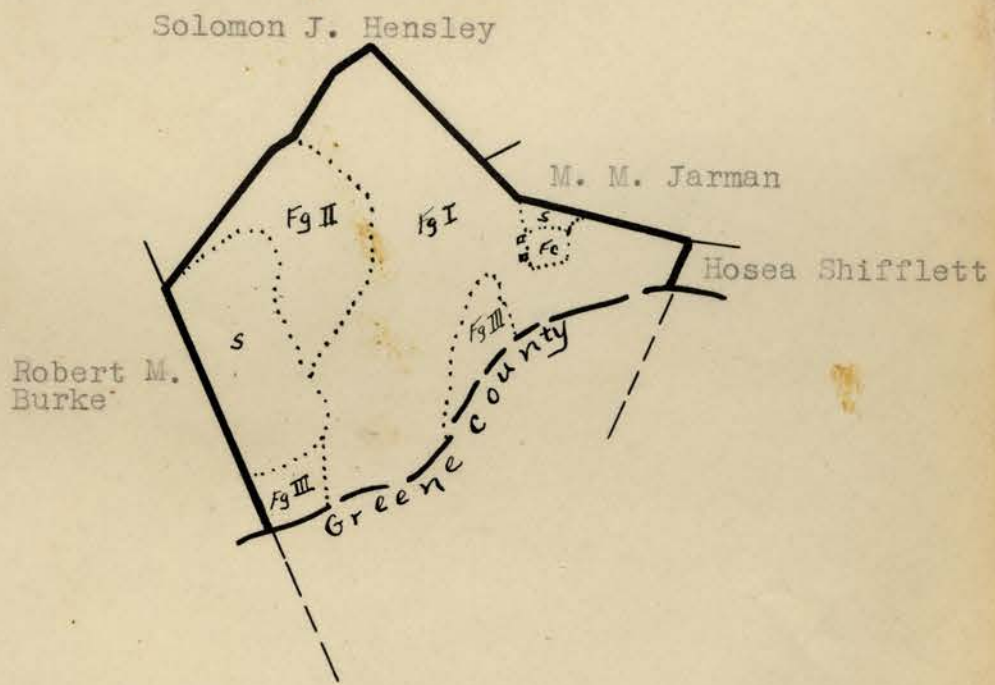 Solomon J. Hensley
M. M. Jarman
Fg II
Fg I
S
Fc
Hosea Shifflett
Fg III
S
Robert M.
Burke
Fg III
Greene County